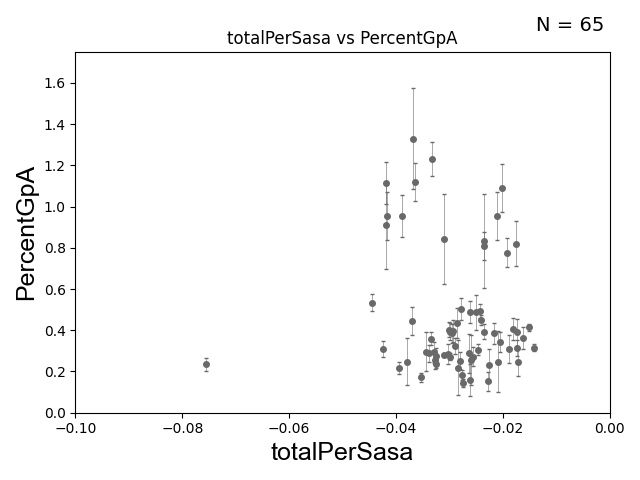 N = 65
totalPerSasa vs PercentGpA
PercentGpA
1.6
1.4
1.2
1.0
0.8
0.6
0.4
0.2
0.0
−0.10 −0.08 −0.06 −0.04 −0.02 0.00
totalPerSasa